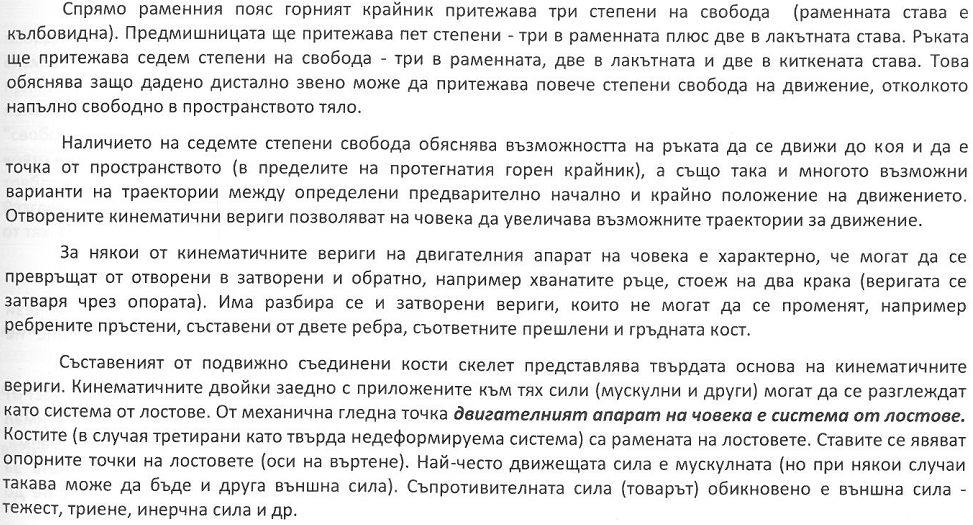 Спрямо раменния пояс горният крайник притежава три степени на свобода (раменната става е
кълбовидна). Предмишницата ще притежава пет степени - три в раменната плюс две в лакътната става. Ръката
ще притежава седем степени на свобода - три в раменната, две в лакътната и две в киткената става. Това
обяснява защо дадено дистално звено може да притежава повече степени свобода на движение, отколкото
напълно свободно в пространството тяло.
Наличието на седемте степени свобода обяснява възможността на ръката да се движи до коя и да е
точка от пространството (в пределите на протегнатия горен крайник), а също така и многото възможни
варианти на траектории между определени предварително начално и крайно положение на движението.
Отворените кинематични вериги позволяват на човека да увеличава възможните траектории за движение.
За някои от кинематичните вериги на двигателния апарат на човека е характерно, че могат да се
превръщат от отворени в затворени и обратно, например хванатите ръце, стоеж на два крака (веригата се
затваря чрез опората). Има разбира се и затворени вериги, които не могат да се променят, например
ребрените пръстени, съставени от двете ребра, съответните прешлени и гръдната кост.
Съставеният от подвижно съединени кости скелет представлява твърдата основа на кинематичните
вериги. Кинематичните двойки заедно с приложените към тях сили (мускулни и други) могат да се разглеждат
като система от лостове. От механична гледна точка двигателният апарат на човека е система от лостове.
Костите (в случая третирани като твърда недеформируема система) са рамената на лостовете. Ставите се явяват
опорните точки на лостовете (оси на въртене). Най-често движещата сила е мускулната (но при някои случаи
такава може да бъде и друга външна сила). Съпротивителната сила (товарът) обикновено е външна сила -
тежест, триене, инерчна сила и др.